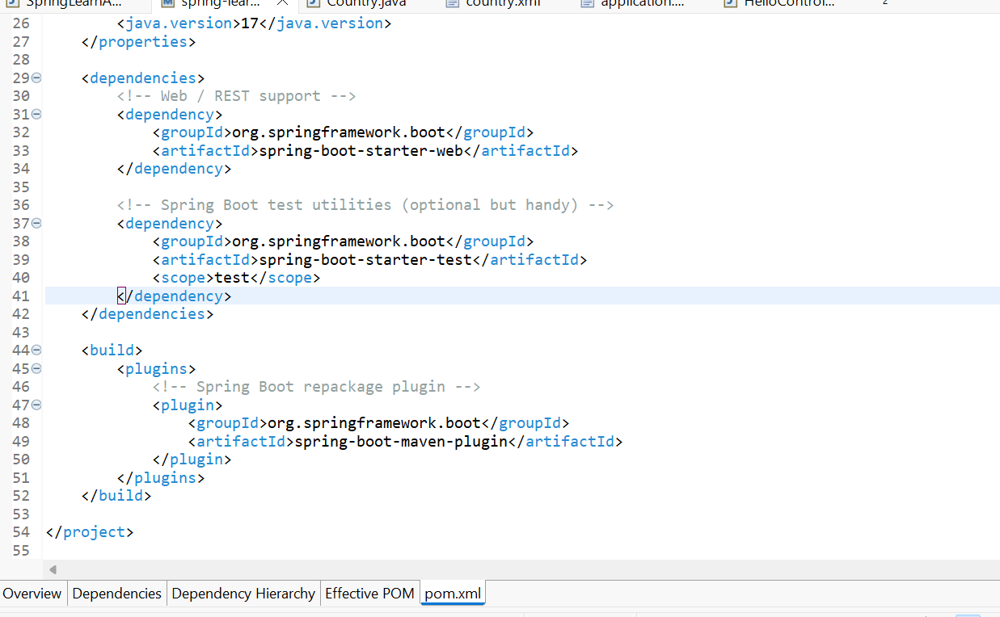 SpringLearnA...
spring-lear...
Country.java
country.xml
application....
HelloControl...
2
26 <java.version>17</java.version>
27 </properties>
28
29 <dependencies>
30 <!-- Web / REST support -->
31 <dependency>
32 <groupId>org.springframework.boot</groupId>
33 <artifactId>spring-boot-starter-web</artifactId>
34 </dependency>
35
36 <!-- Spring Boot test utilities (optional but handy) -->
37 <dependency>
38 <groupId>org.springframework.boot</groupId>
39 <artifactId>spring-boot-starter-test</artifactId>
40 <scope>test</scope>
41 </dependency>
42 </dependencies>
43
44 <build>
45 <plugins>
46 <!-- Spring Boot repackage plugin -->
47 <plugin>
48 <groupId>org.springframework.boot</groupId>
49 <artifactId>spring-boot-maven-plugin</artifactId>
50 </plugin>
51 </plugins>
52 </build>
53
54 </project>
55
Overview
Dependencies
Dependency Hierarchy
Effective POM
pom.xml